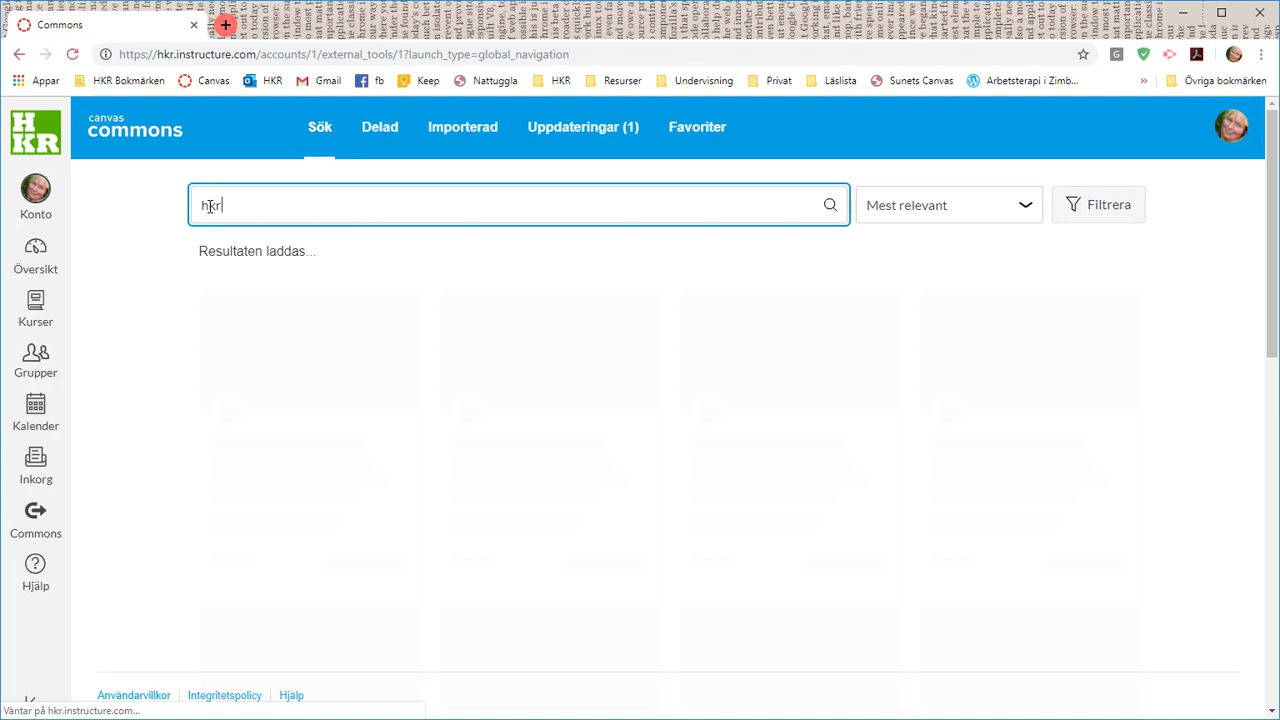 Commons
https://hkr.instructure.com/accounts/1/external_tools/1?launch_type=global_navigation
G
Appar
HKR Bokmärken
Canvas
HKR
Gmail
fb
Keep
Nattuggla
HKR
Resurser
Undervisning
Privat
Läslista
Sunets Canvas
Arbetsterapi i Zimb...
»
Övriga bokmärken
HKR
canvas
commons
Sök
Delad
Importerad
Uppdateringar (1)
Favoriter
hkr
Mest relevant
Filtrera
Resultaten laddas...
Konto
Översikt
Kurser
Grupper
Kalender
Inkorg
Commons
Hjälp
Användarvillkor
Integritetspolicy
Hjälp
Väntar på hkr.instructure.com...